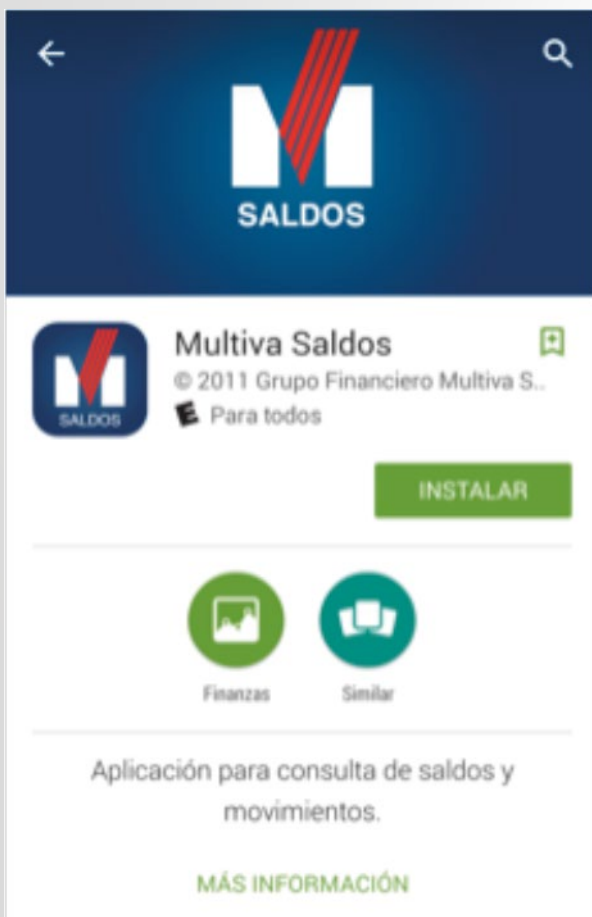 M
SALDOS
M
SALDOS
Multiva Saldos
© 2011 Grupo Financiero Multiva S..
E Para todos
INSTALAR
Finanzas
Similar
Aplicación para consulta de saldos y
movimientos.
MÁS INFORMACIÓN